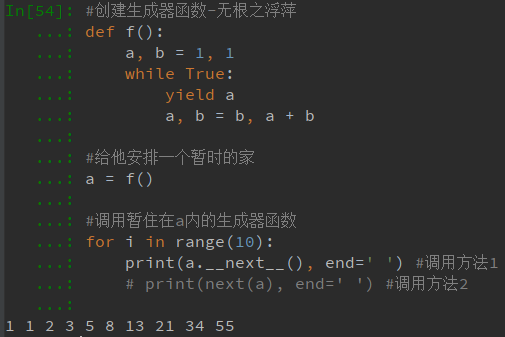 In[54]: #创建生成器函数-无根之浮萍
   ...: def f():
   ...:     a, b = 1, 1
   ...:     while True:
   ...:         yield a
   ...:         a, b = b, a + b
   ...:
   ...: #给他安排一个暂时的家
   ...: a = f()
   ...:
   ...: #调用暂住在a内的生成器函数
   ...: for i in range(10):
   ...:     print(a.__next__(), end=' ') #调用方法1
   ...:     # print(next(a), end=' ') #调用方法2
   ...:
1 1 2 3 5 8 13 21 34 55